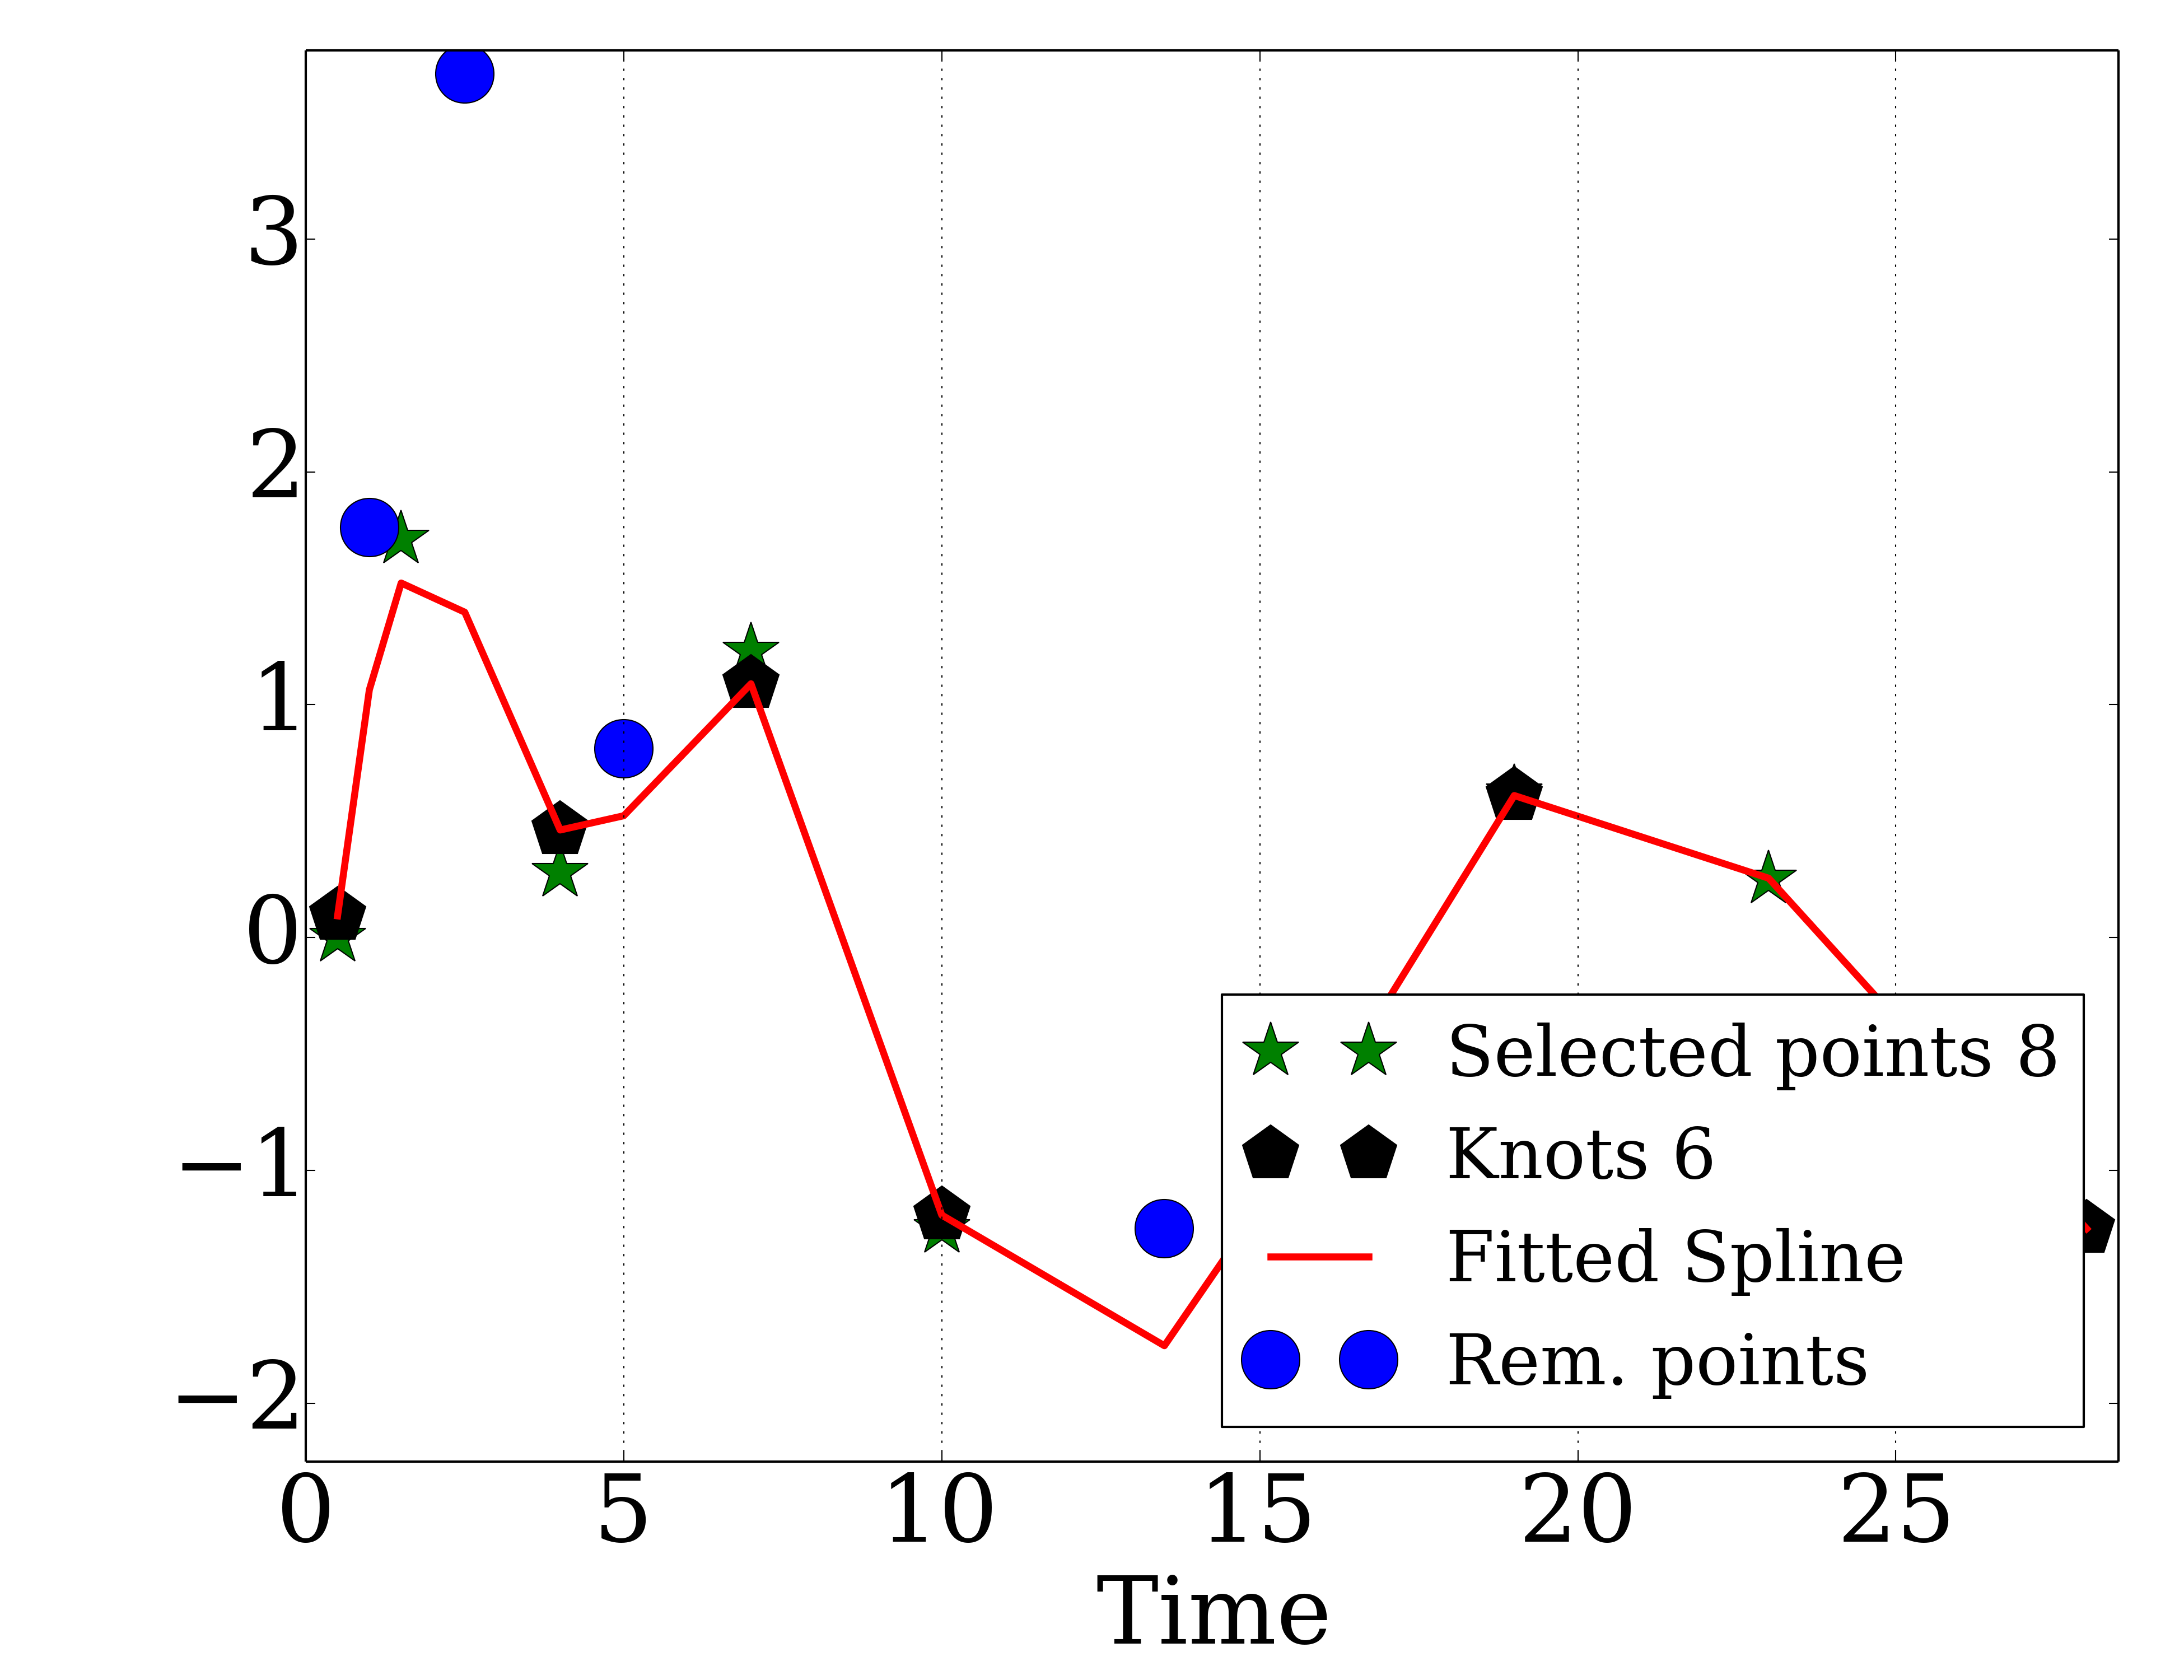 3
2
1
0
−1
−2
Selected points 8
Knots 6
Fitted Spline
Rem. points
0 5 10 15 20 25
Time